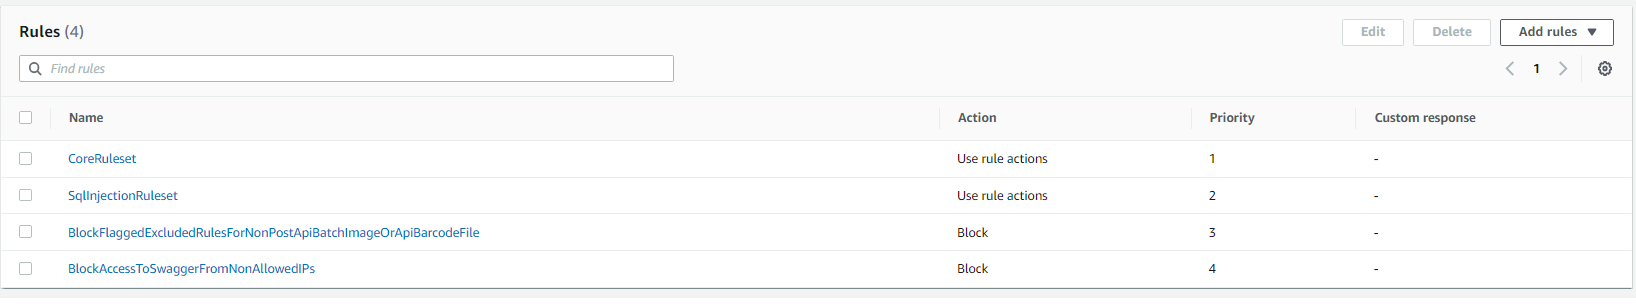 Rules (4)
Edit
Delete
Add rules
Find rules
1
Name Action Priority Custom response
CoreRuleset Use rule actions 1 -
SqlInjectionRuleset Use rule actions 2 -
BlockFlaggedExcludedRulesForNonPostApiBatchImageOrApiBarcodeFile Block 3 -
BlockAccessToSwaggerFromNonAllowedIPs Block 4 -